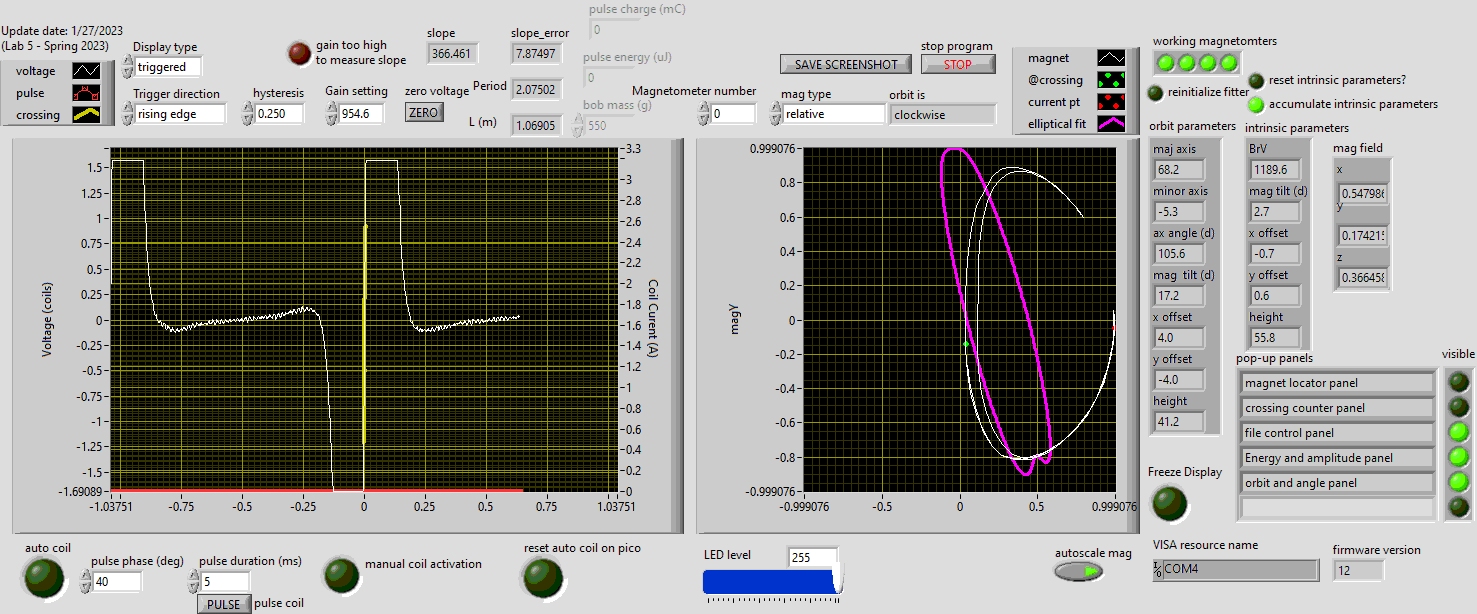 Update date: 1/27/2023
(Lab 5 - Spring 2023)
voltage
pulse
crossing
Display type
triggered
Trigger direction
rising edge
gain too high
to measure slope
hysteresis
0.250
Gain setting
954.6
zero voltage
ZERO
slope
366.461
slope_error
7.87497
Period
2.07502
L (m)
1.06905
pulse charge (mC)
0
pulse energy (uJ)
0
bob mass (g)
550
Magnetometer number
0
SAVE SCREENSHOT
stop program
STOP
mag type
relative
orbit is
clockwise
magnet
@crossing
current pt
elliptical fit
working magnetomters
reinitialize fitter
reset intrinsic parameters?
accumulate intrinsic parameters
orbit parameters
maj axis
68.2
minor axis
-5.3
ax angle (d)
105.6
mag tilt (d)
17.2
x offset
4.0
y offset
-4.0
height
41.2
intrinsic parameters
BrV
1189.6
mag tilt (d)
2.7
x offset
-0.7
y offset
0.6
height
55.8
mag field
x
0.547986
y
0.17421
z
0.366458
Voltage (coils)
1.5
1.25
1
0.75
0.5
0.25
0
-0.25
-0.5
-0.75
-1
-1.25
-1.5
-1.69089
-1.03751
-0.75
-0.5
-0.25
0
0.25
0.5
0.75
1.03751
3.3
3
2.8
2.6
2.4
2.2
2
1.8
1.6
1.4
1.2
1
0.8
0.6
0.4
0.2
0
Coil Current (A)
magy
0.999076
0.8
0.6
0.4
0.2
0
-0.2
-0.4
-0.6
-0.8
-0.999076
-0.999076
-0.5
0
0.5
0.999076
pop-up panels
visible
magnet locator panel
crossing counter panel
file control panel
Energy and amplitude panel
orbit and angle panel
Freeze Display
auto coil
pulse phase (deg)
40
pulse duration (ms)
5
PULSE
pulse coil
manual coil activation
reset auto coil on pico
LED level
255
autoscale mag
VISA resource name
I/0
COM4
firmware version
12